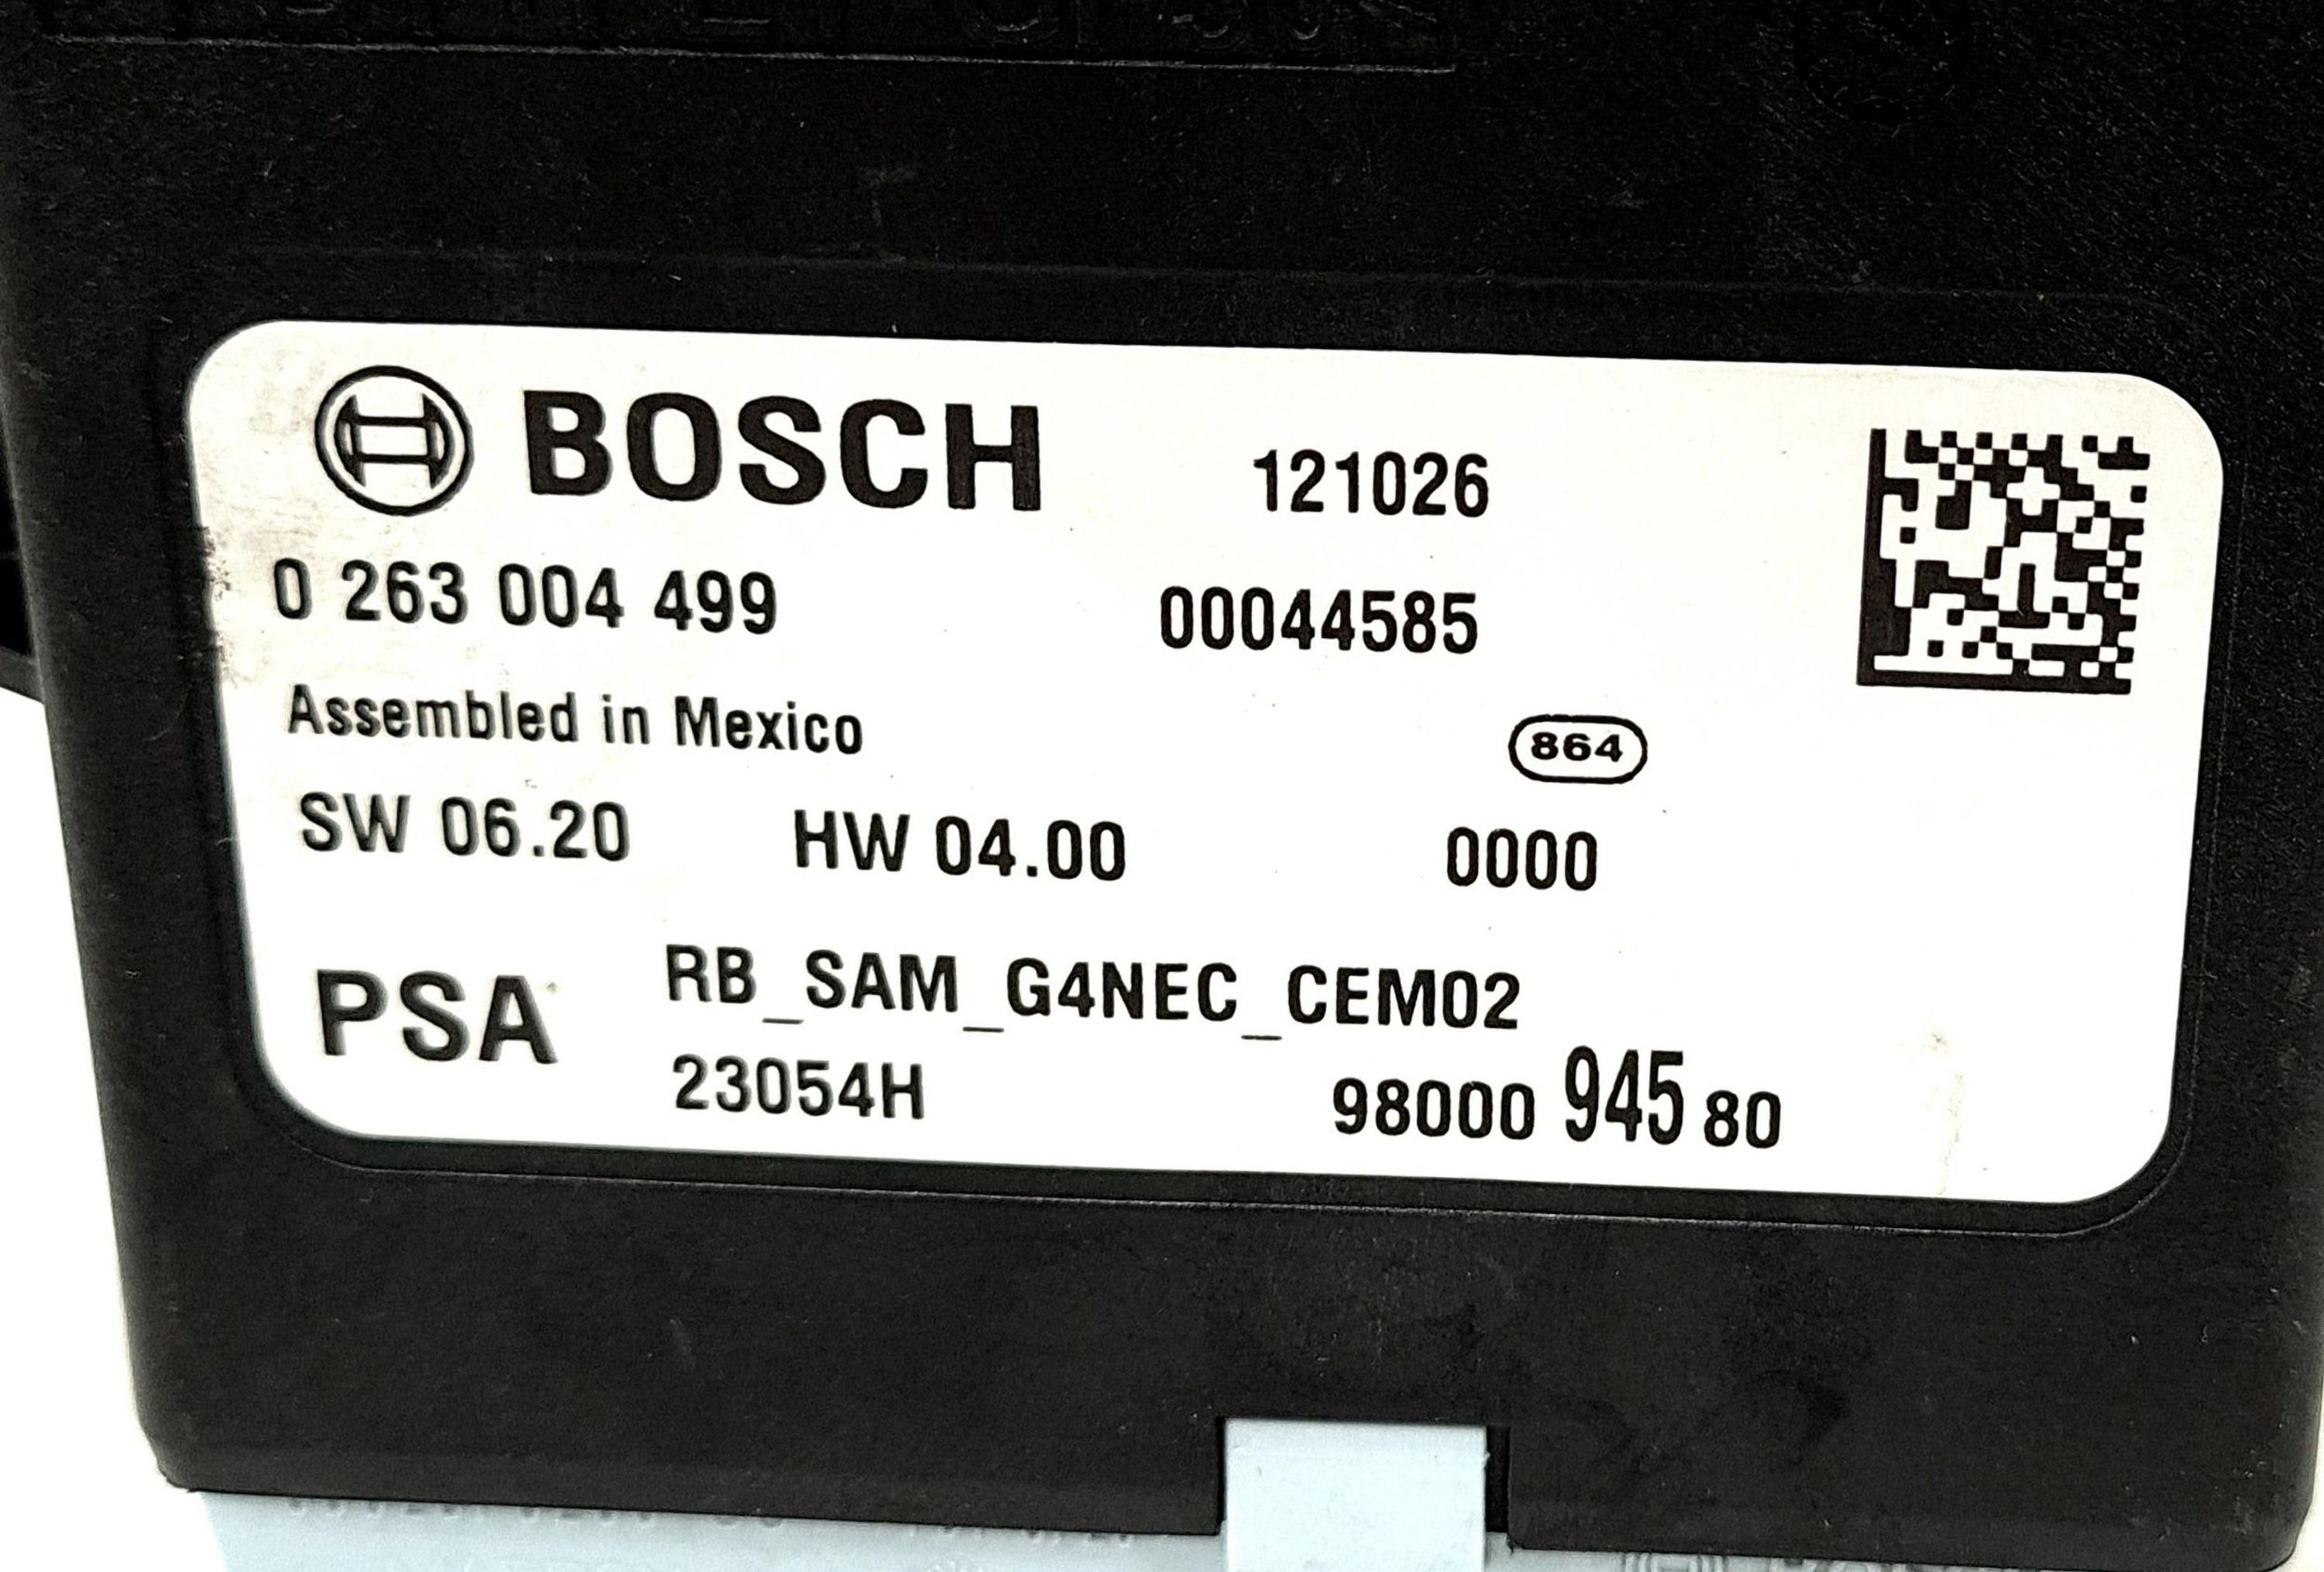 BOSCH 121026
0 263 004 499 00044585
Assembled in Mexico 864
SW 06.20 HW 04.00 0000
PSA RB_SAM_G4NEC_CEM02
23054H 98000 945 80